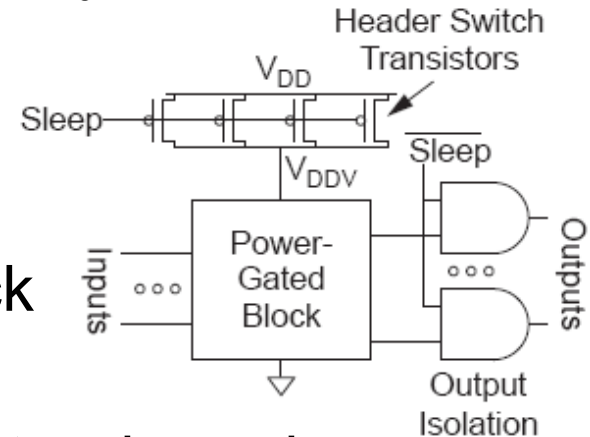 Header Switch
Transistors
VDD
Sleep
Sleep
VDDV
Power-
Gated
Block
Inputs
Outputs
ck
Output
Isolation